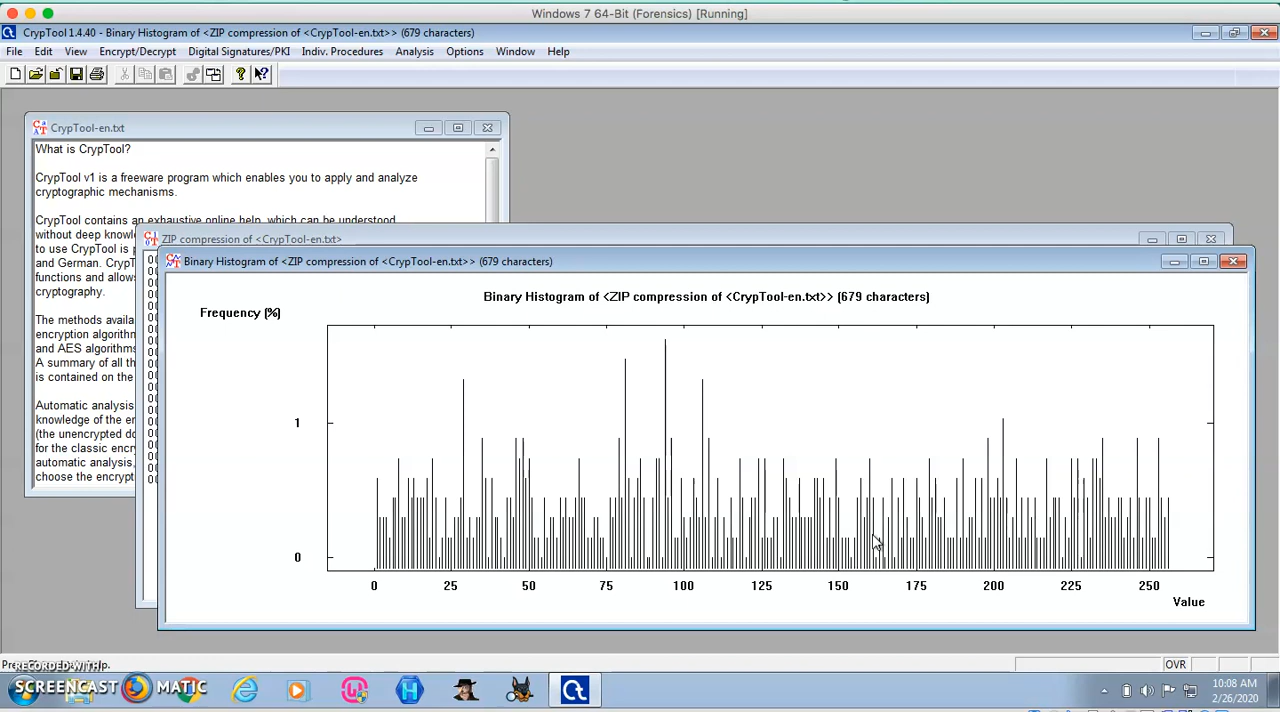 Windows 7 64-Bit (Forensics) [Running]
CrypTool 1.4.40 - Binary Histogram of <ZIP compression of <CrypTool-en.txt>> (679 characters)
File Edit View Encrypt/Decrypt Digital Signatures/PKI Indiv. Procedures Analysis Options Window Help
CrypTool-en.txt
What is CrypTool?
CrypTool v1 is a freeware program which enables you to apply and analyze
cryptographic mechanisms.
CrypTool contains an exhaustive online help, which can be understood
without deep knowle
to use CrypTool is p
and German. CrypT
functions and allows
cryptography.
The methods availa
encryption algorithm
and AES algorithms
A summary of all th
is contained on the
Automatic analysis
knowledge of the en
(the unencrypted do
for the classic encry
automatic analysis,
choose the encrypt
ZIP compression of <CrypTool-en.txt>
Binary Histogram of <ZIP compression of <CrypTool-en.txt>> (679 characters)
Binary Histogram of <ZIP compression of <CrypTool-en.txt>> (679 characters)
Frequency (%)
1
0
0 25 50 75 100 125 150 175 200 225 250
Value
OVR
RECORDED WITH
SCREENCAST MATIC
10:08 AM
2/26/2020